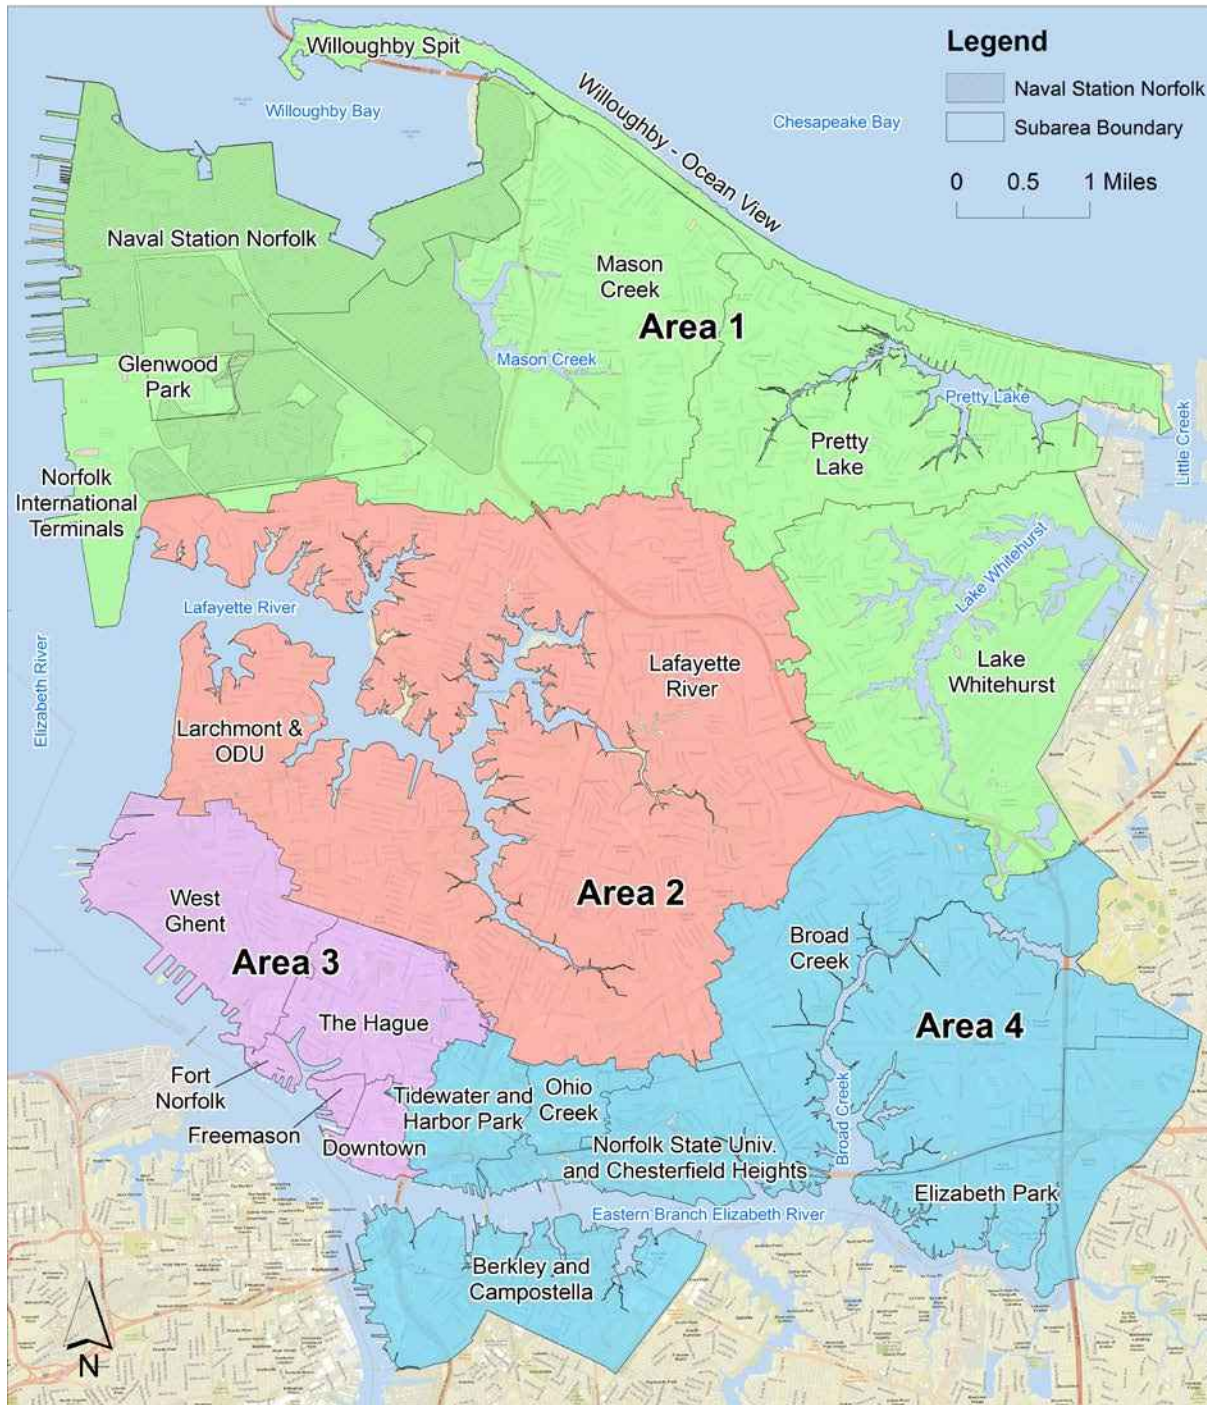 Willoughby Spit
Legend
Naval Station Norfolk
Subarea Boundary
0 0.5 1 Miles
Willoughby Bay
Willoughby - Ocean View
Chesapeake Bay
Naval Station Norfolk
Mason
Creek
Area 1
Mason Creek
Glenwood
Park
Pretty Lake
Pretty
Lake
Little Creek
Norfolk
International
Terminals
Lake Whitehurst
Lafayette River
Elizabeth River
Lafayette
River
Lake
Whitehurst
Larchmont &
ODU
Area 2
West
Ghent
Area 3
Broad
Creek
The Hague
Area 4
Fort
Norfolk
Freemason
Downtown
Tidewater and
Harbor Park
Ohio
Creek
Norfolk State Univ.
and Chesterfield Heights
Broad Creek
Elizabeth Park
Eastern Branch Elizabeth River
Berkley and
Campostella
N